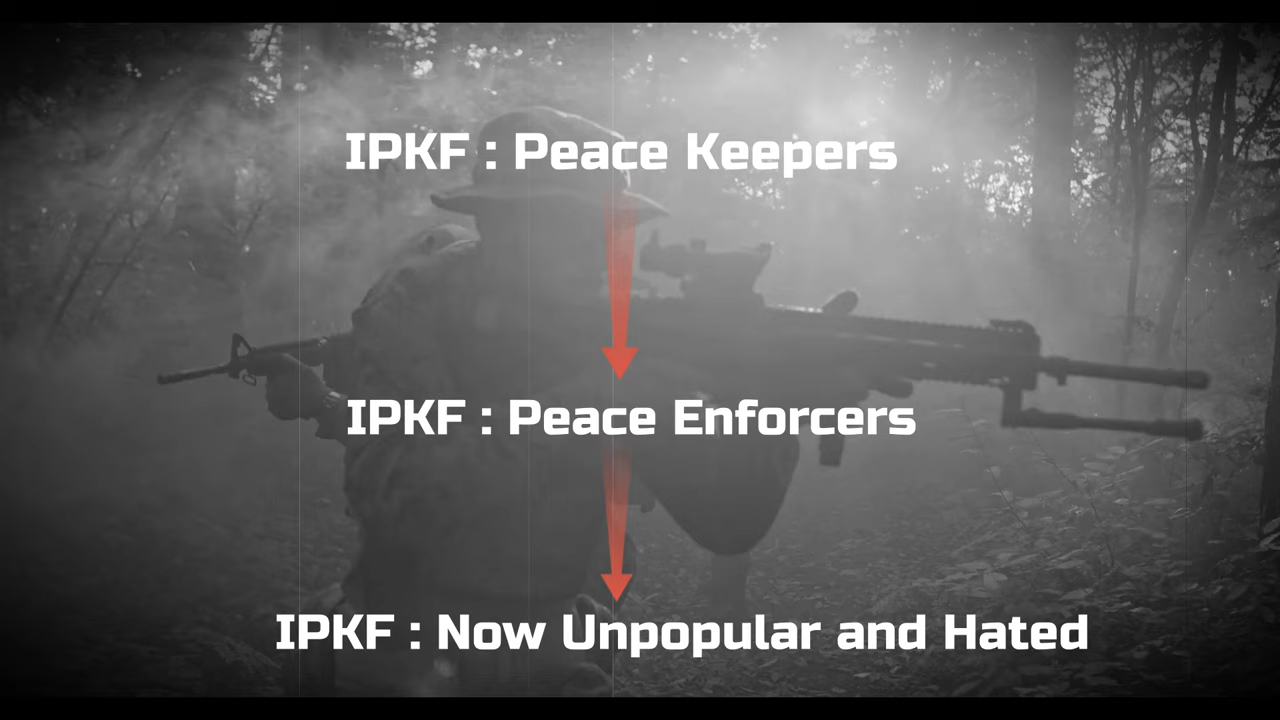 IPKF : Peace Keepers
IPKF : Peace Enforcers
IPKF : Now Unpopular and Hated